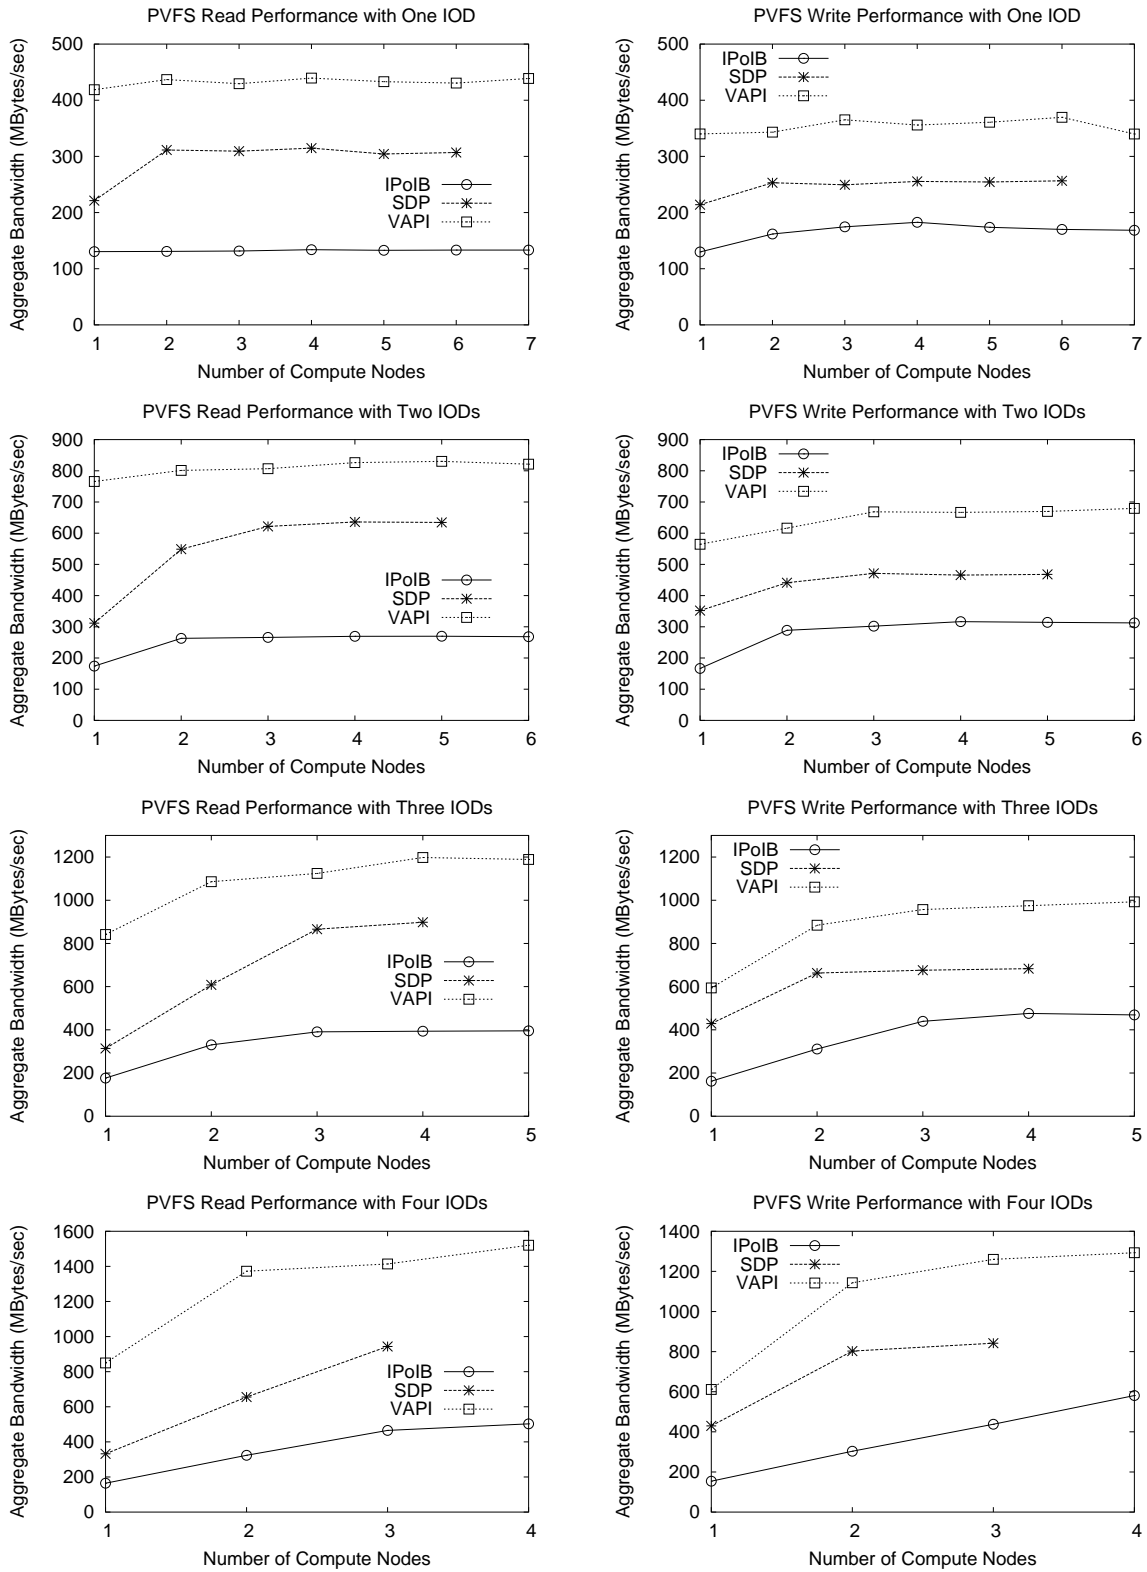 PVFS Read Performance with One IOD
Aggregate Bandwidth (MBytes/sec)
500
400
300
200
100
0
IPoIB
SDP
VAPI
1 2 3 4 5 6 7
Number of Compute Nodes
PVFS Write Performance with One IOD
Aggregate Bandwidth (MBytes/sec)
500
400
300
200
100
0
IPoIB
SDP
VAPI
1 2 3 4 5 6 7
Number of Compute Nodes
PVFS Read Performance with Two IODs
Aggregate Bandwidth (MBytes/sec)
900
800
700
600
500
400
300
200
100
0
IPoIB
SDP
VAPI
1 2 3 4 5 6
Number of Compute Nodes
PVFS Write Performance with Two IODs
Aggregate Bandwidth (MBytes/sec)
900
800
700
600
500
400
300
200
100
0
IPoIB
SDP
VAPI
1 2 3 4 5 6
Number of Compute Nodes
PVFS Read Performance with Three IODs
Aggregate Bandwidth (MBytes/sec)
1200
1000
800
600
400
200
0
IPoIB
SDP
VAPI
1 2 3 4 5
Number of Compute Nodes
PVFS Write Performance with Three IODs
Aggregate Bandwidth (MBytes/sec)
1200
1000
800
600
400
200
0
IPoIB
SDP
VAPI
1 2 3 4 5
Number of Compute Nodes
PVFS Read Performance with Four IODs
Aggregate Bandwidth (MBytes/sec)
1600
1400
1200
1000
800
600
400
200
0
IPoIB
SDP
VAPI
1 2 3 4
Number of Compute Nodes
PVFS Write Performance with Four IODs
Aggregate Bandwidth (MBytes/sec)
1400
1200
1000
800
600
400
200
0
IPoIB
SDP
VAPI
1 2 3 4
Number of Compute Nodes